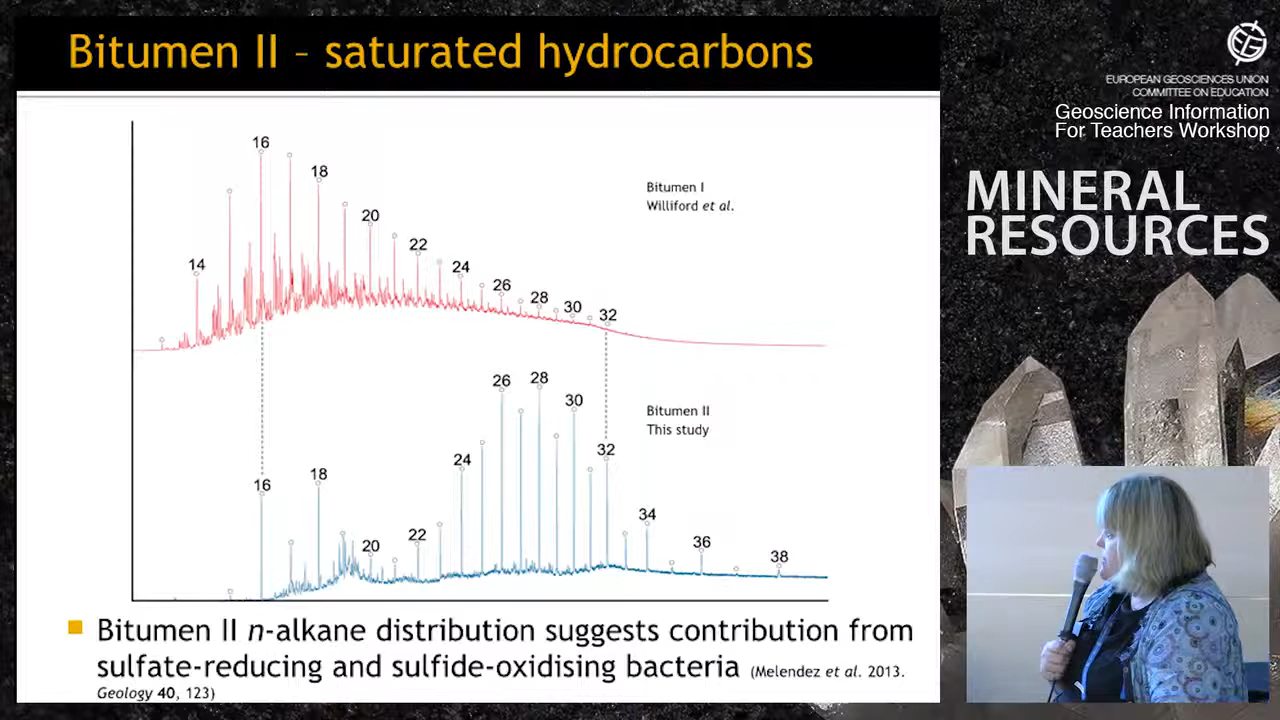 Bitumen II – saturated hydrocarbons
EUROPEAN GEOSCIENCES UNION
COMMITTEE ON EDUCATION
Geoscience Information
For Teachers Workshop
MINERAL
RESOURCES
14
16
18
20
22
24
26
28
30
32
Bitumen I
Williford et al.
16
18
20
22
24
26
28
30
32
34
36
38
Bitumen II
This study
Bitumen II n-alkane distribution suggests contribution from
sulfate-reducing and sulfide-oxidising bacteria (Melendez et al. 2013.
Geology 40, 123)